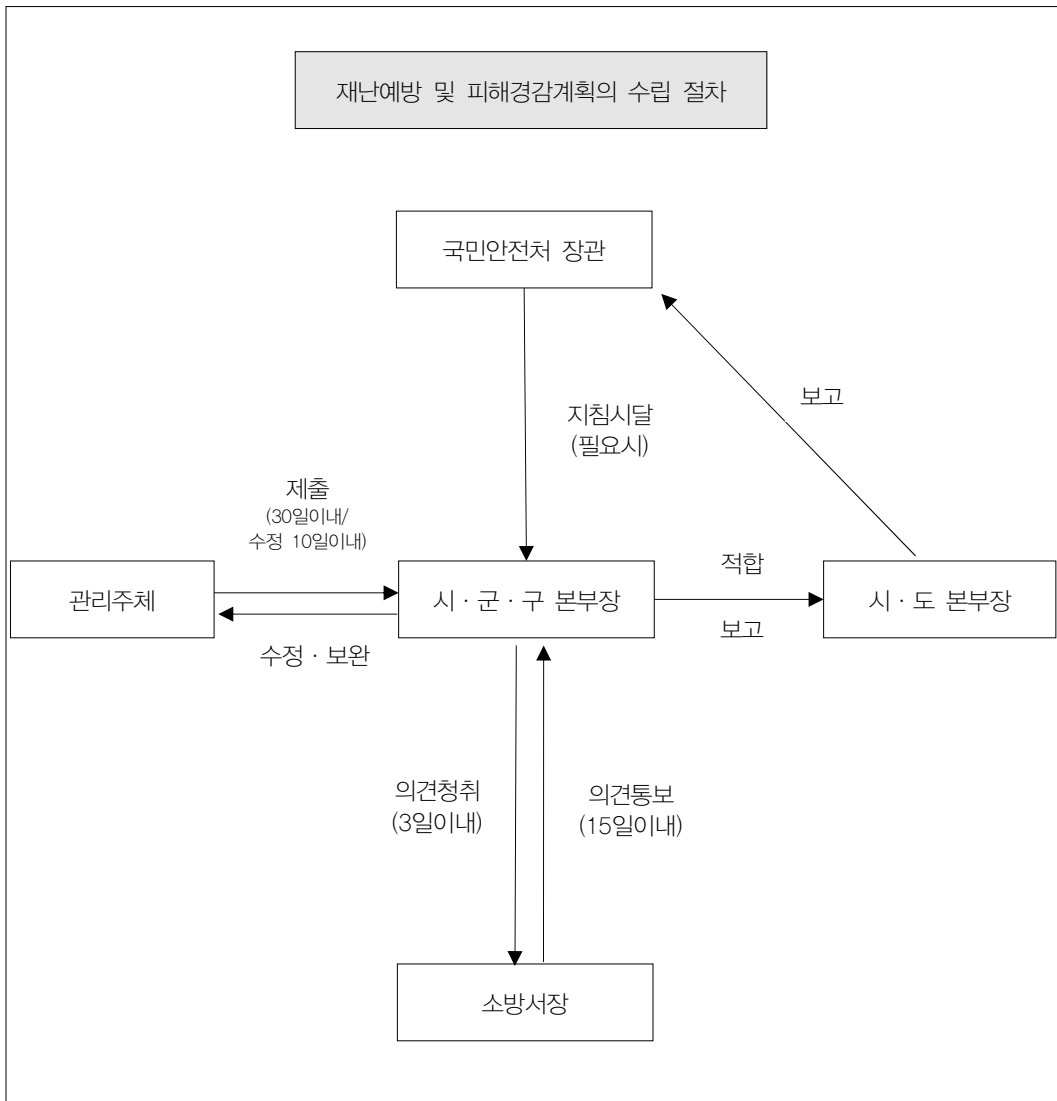 재난예방 및 피해경감계획의 수립 절차
국민안전처 장관
보고
지침시달
(필요시)
제출
(30일이내/
수정 10일이내)
적합
관리주체
시 · 군 · 구 본부장
시 · 도 본부장
보고
수정 · 보완
의견청취
(3일이내)
의견통보
(15일이내)
소방서장